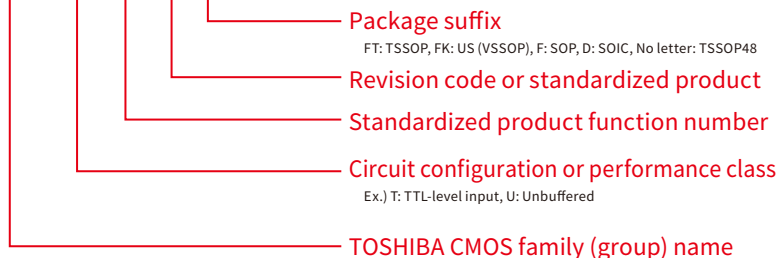 Package suffix
FT: TSSOP, FK: US (VSSOP), F: SOP, D: SOIC, No letter: TSSOP48
Revision code or standardized product
Standardized product function number
Circuit configuration or performance class
Ex.) T: TTL-level input, U: Unbuffered
TOSHIBA CMOS family (group) name